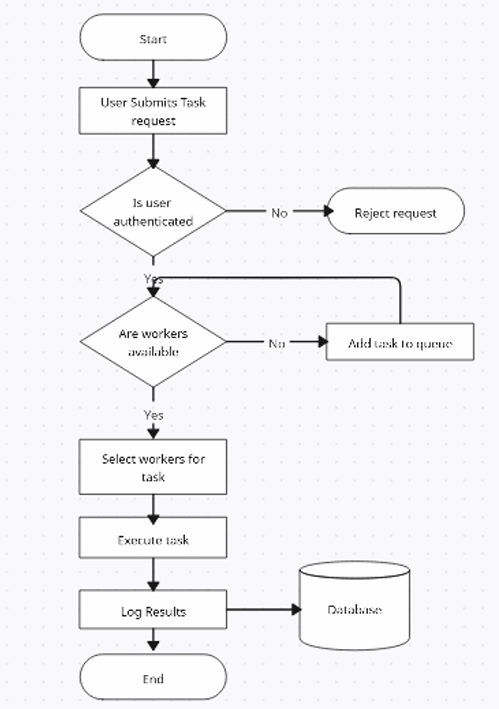 Start
User Submits Task
request
Is user
authenticated
No
Reject request
Yes
Are workers
available
No
Add task to queue
Yes
Select workers for
task
Execute task
Log Results
Database
End